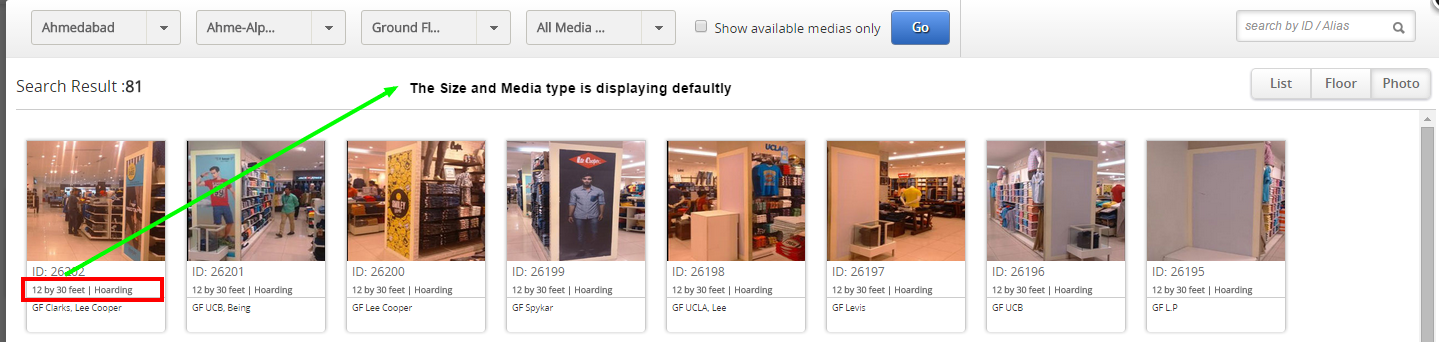 Ahmedabad Ahme-Alp... Ground Fl... All Media ... Show available medias only Go search by ID / Alias
Search Result :81
The Size and Media type is displaying defaultly
List Floor Photo
Lee Cooper UCLA
ID: 26202 ID: 26201 ID: 26200 ID: 26199 ID: 26198 ID: 26197 ID: 26196 ID: 26195
12 by 30 feet | Hoarding 12 by 30 feet | Hoarding 12 by 30 feet | Hoarding 12 by 30 feet | Hoarding 12 by 30 feet | Hoarding 12 by 30 feet | Hoarding 12 by 30 feet | Hoarding 12 by 30 feet | Hoarding
GF Clarks, Lee Cooper GF UCB, Being GF Lee Cooper GF Spykar GF UCLA, Lee GF Levis GF UCB GF L.P